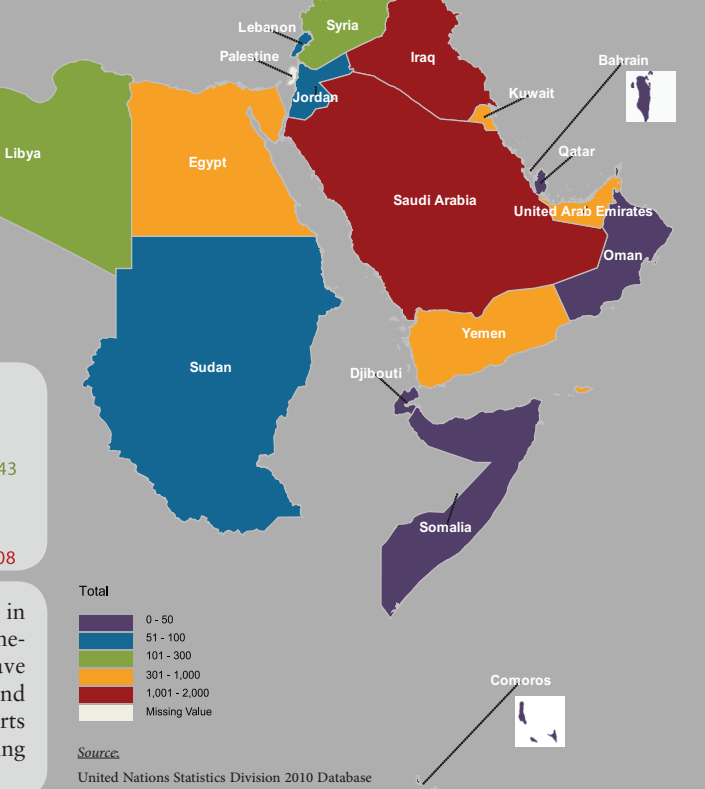 Lebanon
Syria
Palestine
Iraq
Bahrain
Jordan
Kuwait
Libya
Egypt
Qatar
Saudi Arabia
United Arab Emirates
Oman
Yemen
Sudan
Djibouti
Somalia
43
08
in
ne-
ave
nd
rts
ing
Total
0 - 50
51 - 100
101 - 300
301 - 1,000
1,001 - 2,000
Missing Value
Comoros
Source:
United Nations Statistics Division 2010 Database